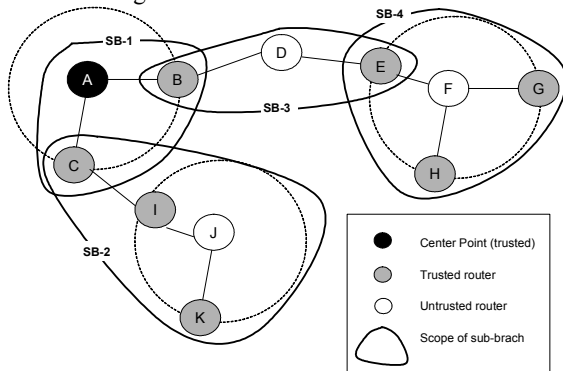 SB-4
SB-1
D
A
B
E
F
G
SB-3
C
H
I
J
SB-2
K
Center Point (trusted)
Trusted router
Untrusted router
Scope of sub-brach